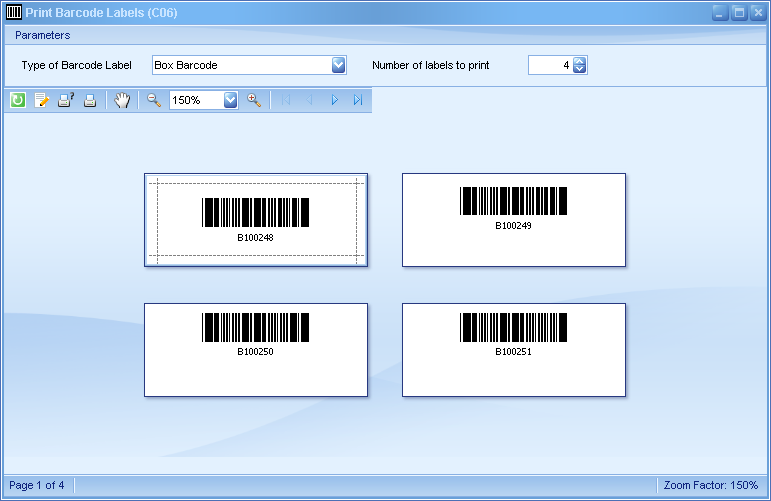 Print Barcode Labels (C06)
Parameters
Type of Barcode Label Box Barcode Number of labels to print 4
150%
B100248 B100249
B100250 B100251
Page 1 of 4 Zoom Factor: 150%